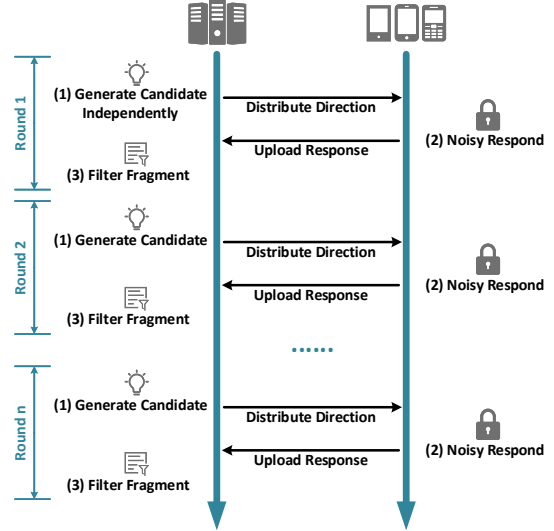 Round 1
(1) Generate Candidate
Independently
Distribute Direction
Upload Response
(2) Noisy Respond
(3) Filter Fragment
Round 2
(1) Generate Candidate
Distribute Direction
Upload Response
(2) Noisy Respond
(3) Filter Fragment
......
Round n
(1) Generate Candidate
Distribute Direction
Upload Response
(2) Noisy Respond
(3) Filter Fragment